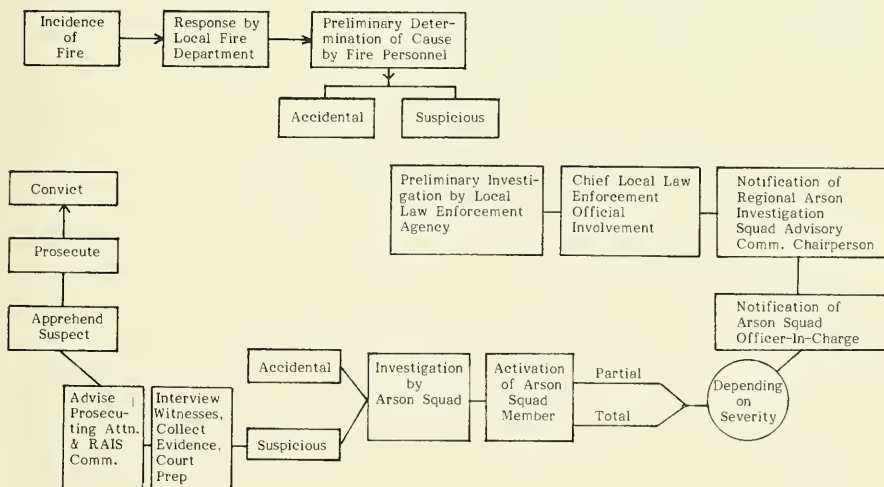 Incidence
of
Fire
Response by
Local Fire
Department
Preliminary Deter-
mination of Cause
by Fire Personnel
Accidental
Suspicious
Preliminary Investi-
gation by Local
Law Enforcement
Agency
Chief Local Law
Enforcement
Official
Involvement
Notification of
Regional Arson
Investigation
Squad Advisory
Comm. Chairperson
Notification of
Arson Squad
Officer-In-Charge
Depending
on
Severity
Partial
Total
Activation
of Arson
Squad
Member
Investigation
by
Arson Squad
Accidental
Suspicious
Interview
Witnesses,
Collect
Evidence,
Court
Prep
Advise
Prosecu-
ting Attn.
& RAIS
Comm.
Apprehend
Suspect
Prosecute
Convict